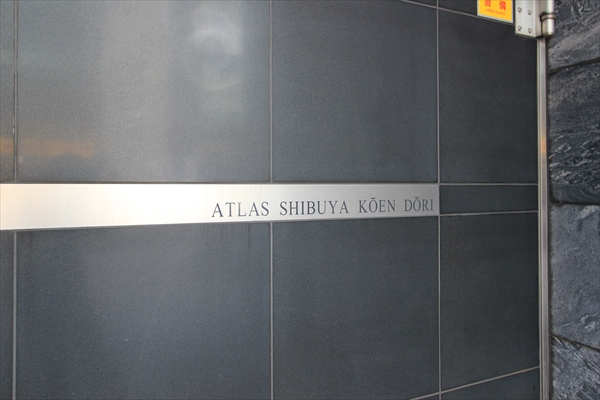 ATLAS SHIBUYA KŌEN DŌRI